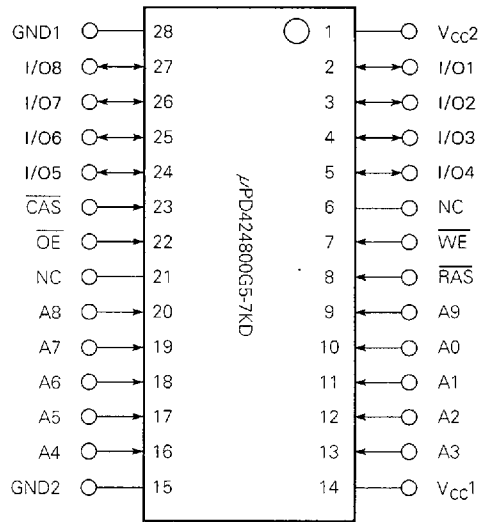 GND1 28 1 VCC2
I/O8 27 2 I/O1
I/O7 26 3 I/O2
I/O6 25 4 I/O3
I/O5 24 5 I/O4
CAS 23 6 NC
OE 22 7 WE
NC 21 8 RAS
A8 20 9 A9
A7 19 10 A0
A6 18 11 A1
A5 17 12 A2
A4 16 13 A3
GND2 15 14 VCC1
μPD424800G5-7KD